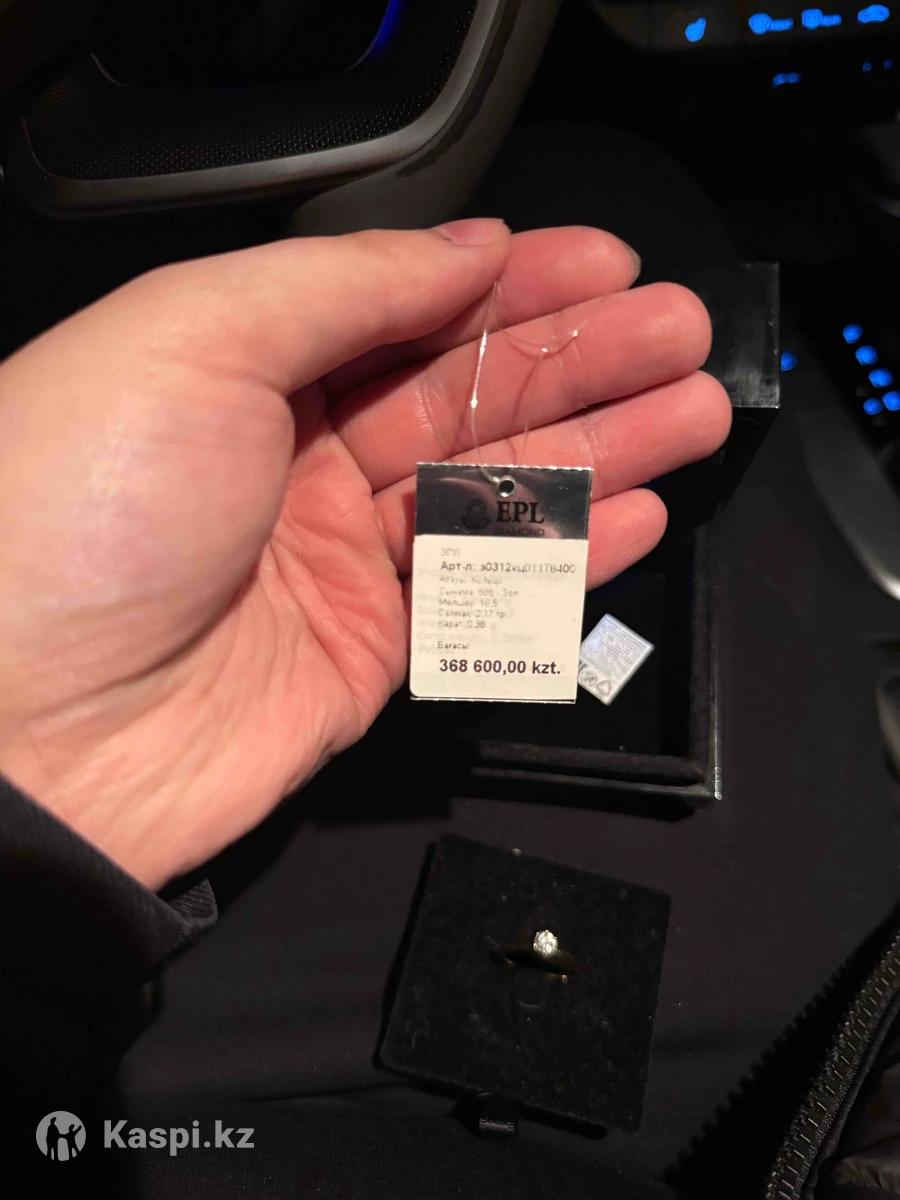 EPL
DIAMOND
ЭПЛ
Арт-л: э0312кц01178400
Атауы: Кольцо
Сынама: 585 - Зол
Мөлшер: 16,5
Салмақ: 2,17 гр.
Карат: 0,38
Бағасы:
368 600,00 kzt.
Kaspi.kz